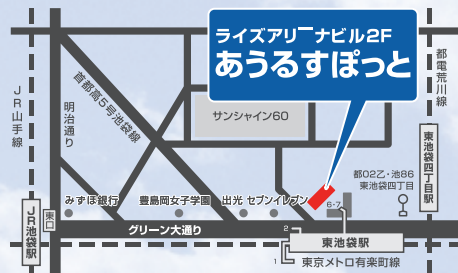 ライズアリーナビル2F
あうるすぽっと
JR山手線
明治通り
首都高5号池袋線
サンシャイン60
都電荒川線
東池袋四丁目駅
都02乙・池86
東池袋四丁目
みずほ銀行
豊島岡女子学園
出光
セブンイレブン
6-7
JR池袋駅
東口
グリーン大通り
2
東池袋駅
1
東京メトロ有楽町線